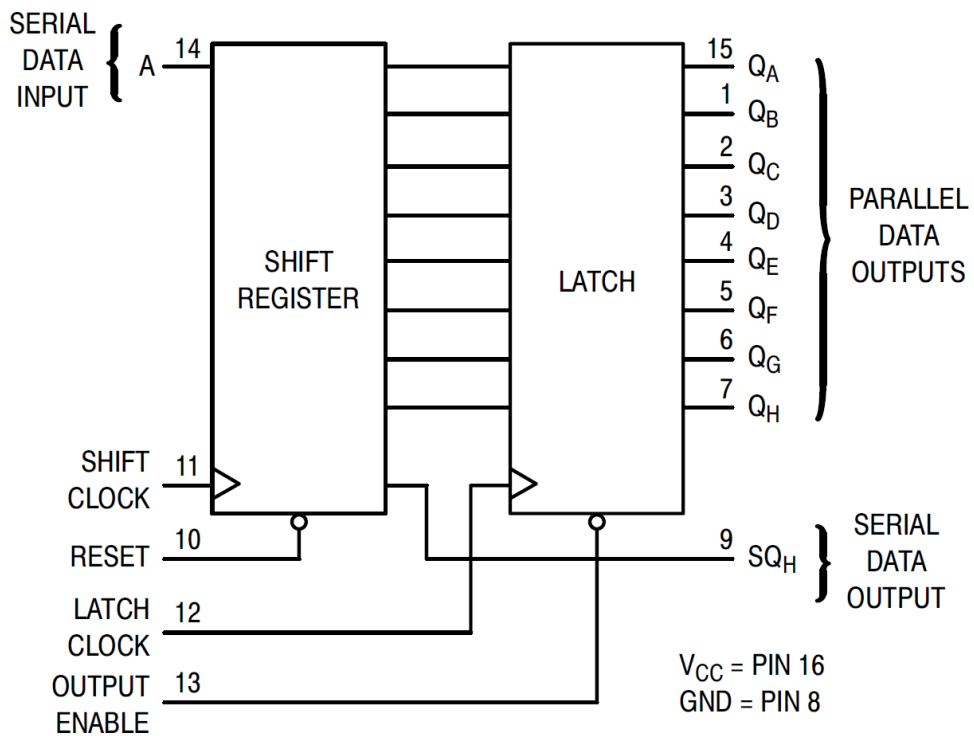 SERIAL
DATA
INPUT
A
14
SHIFT
REGISTER
LATCH
15
QA
1
QB
2
QC
3
QD
4
QE
5
QF
6
QG
7
QH
PARALLEL
DATA
OUTPUTS
SHIFT
CLOCK
11
RESET
10
LATCH
CLOCK
12
OUTPUT
ENABLE
13
9
SQH
SERIAL
DATA
OUTPUT
VCC = PIN 16
GND = PIN 8